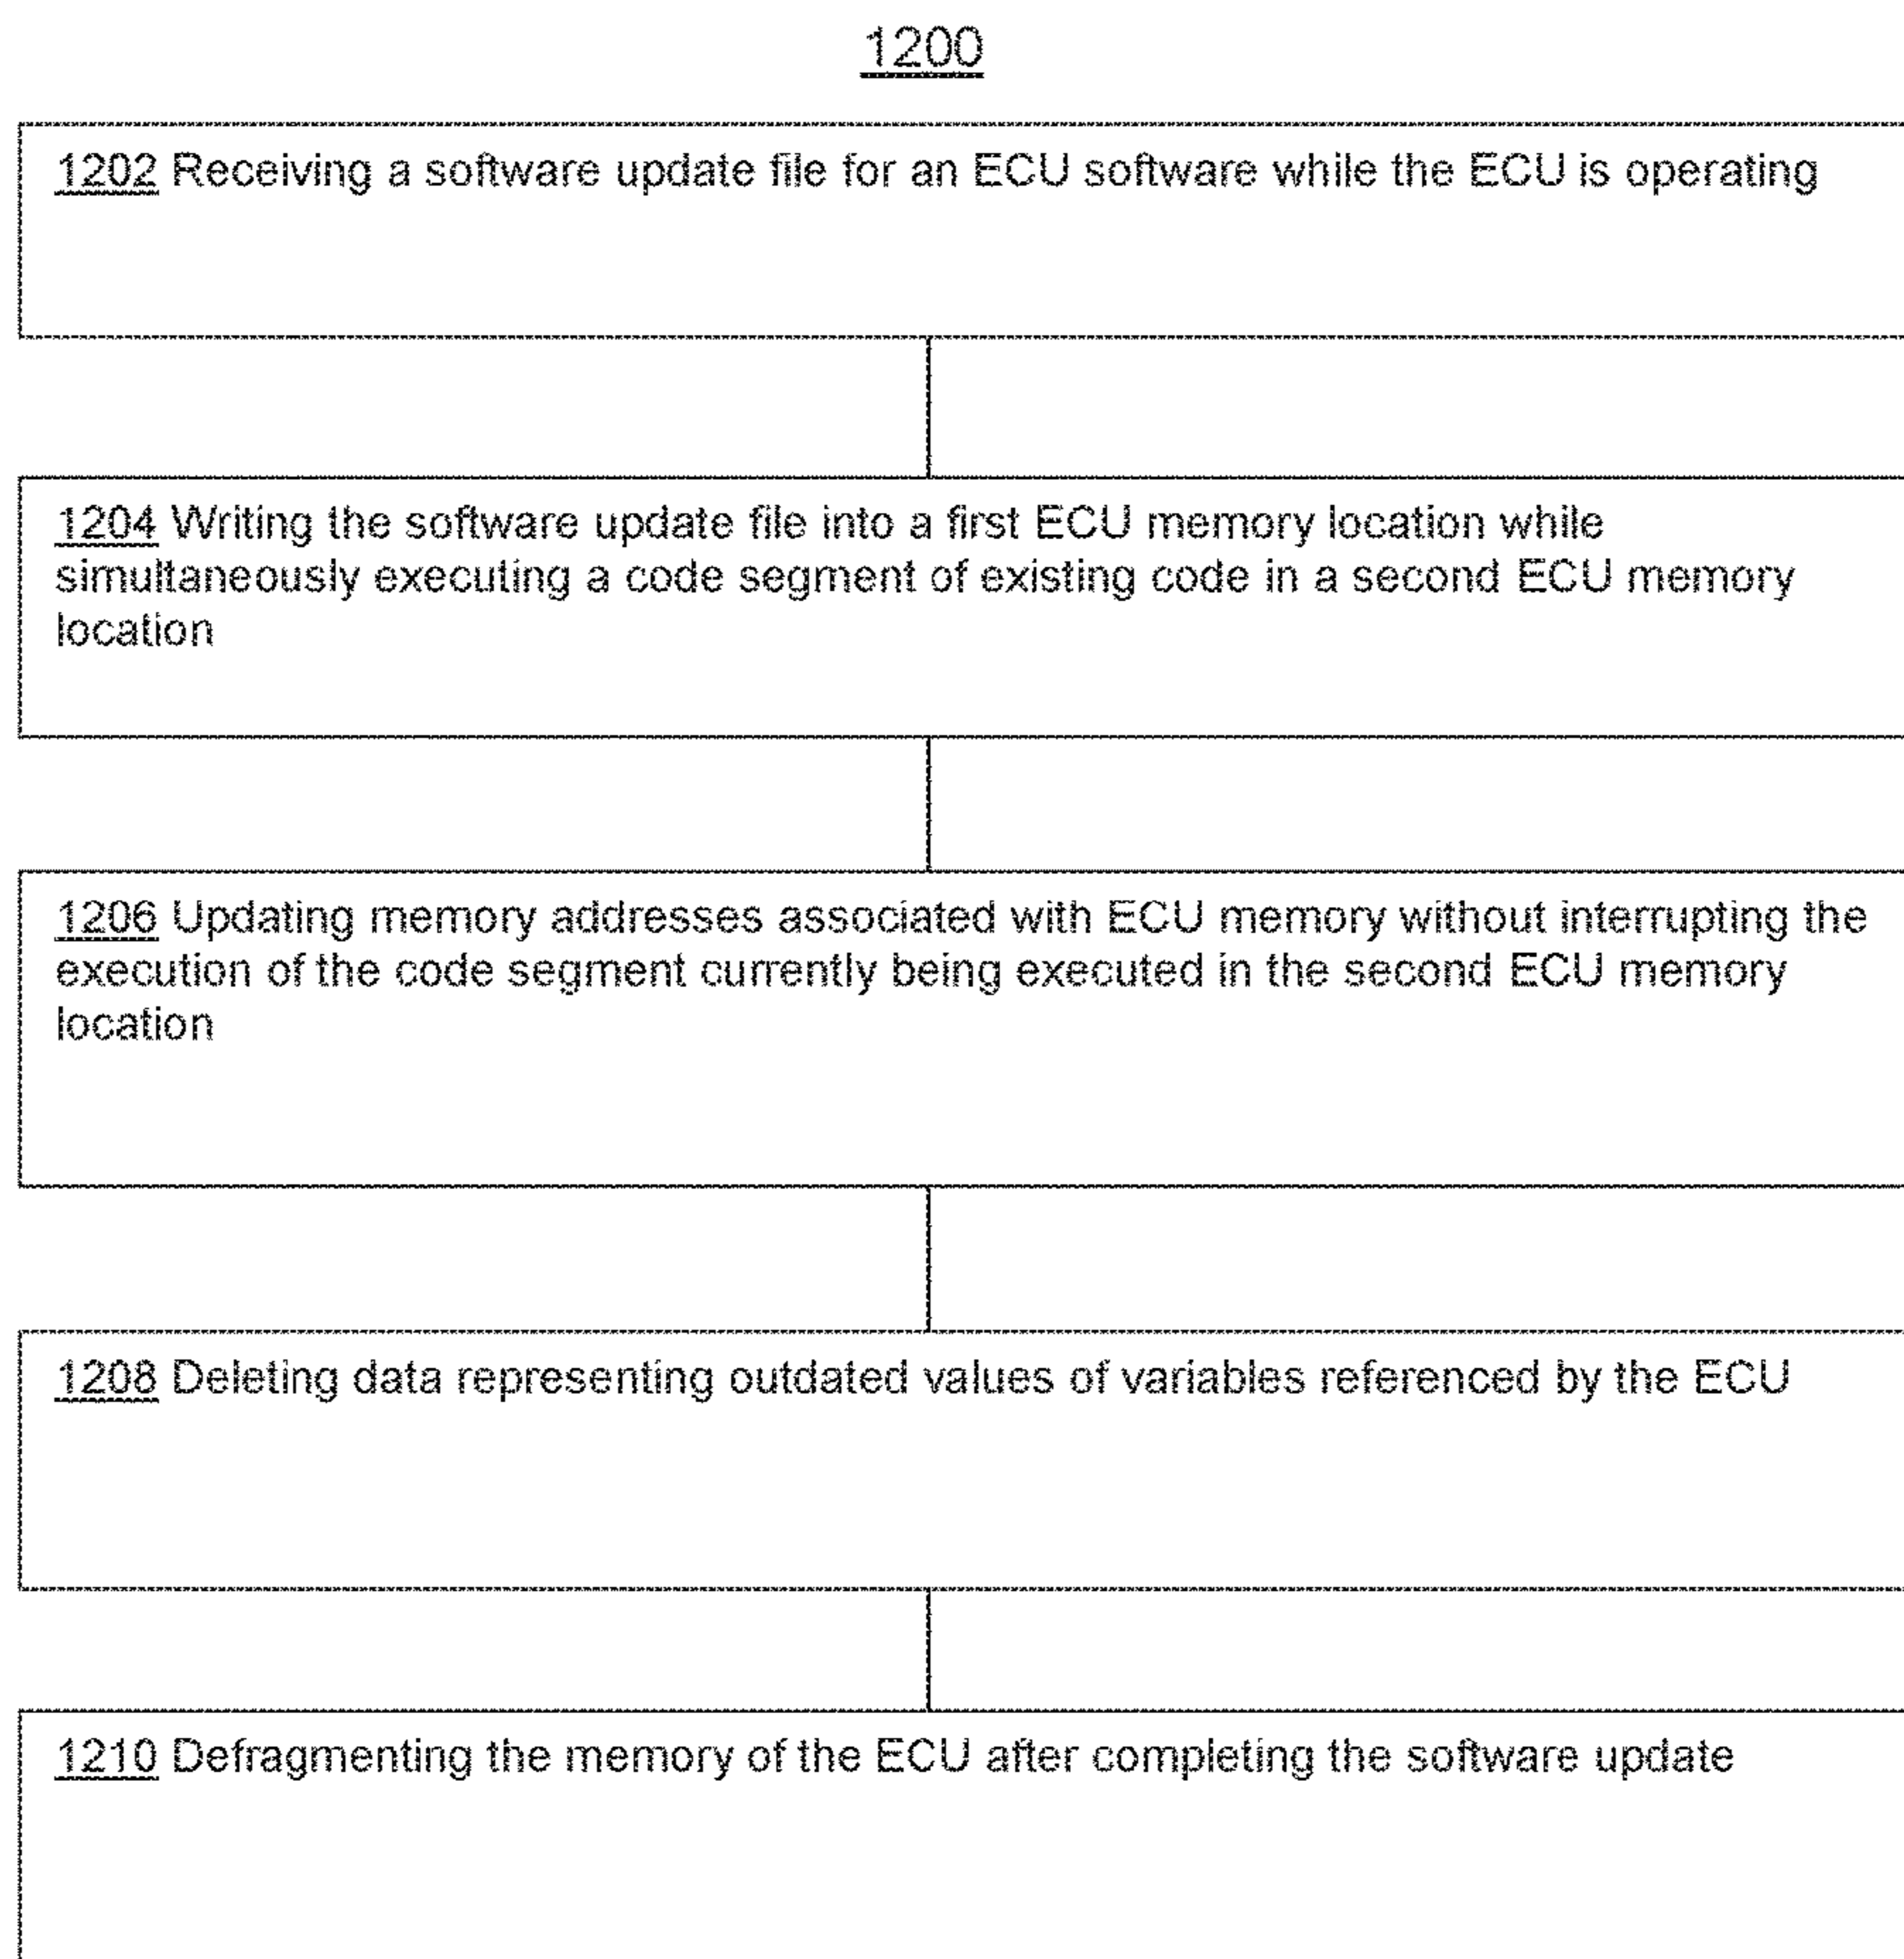 1200
1202 Receiving a software update file for an ECU software while the ECU is operating
1204 Writing the software update file into a first ECU memory location while
simultaneously executing a code segment of existing code in a second ECU memory
location
1206 Updating memory addresses associated with ECU memory without interrupting the
execution of the code segment currently being executed in the second ECU memory
location
1208 Deleting data representing outdated values of variables referenced by the ECU
1210 Defragmenting the memory of the ECU after completing the software update